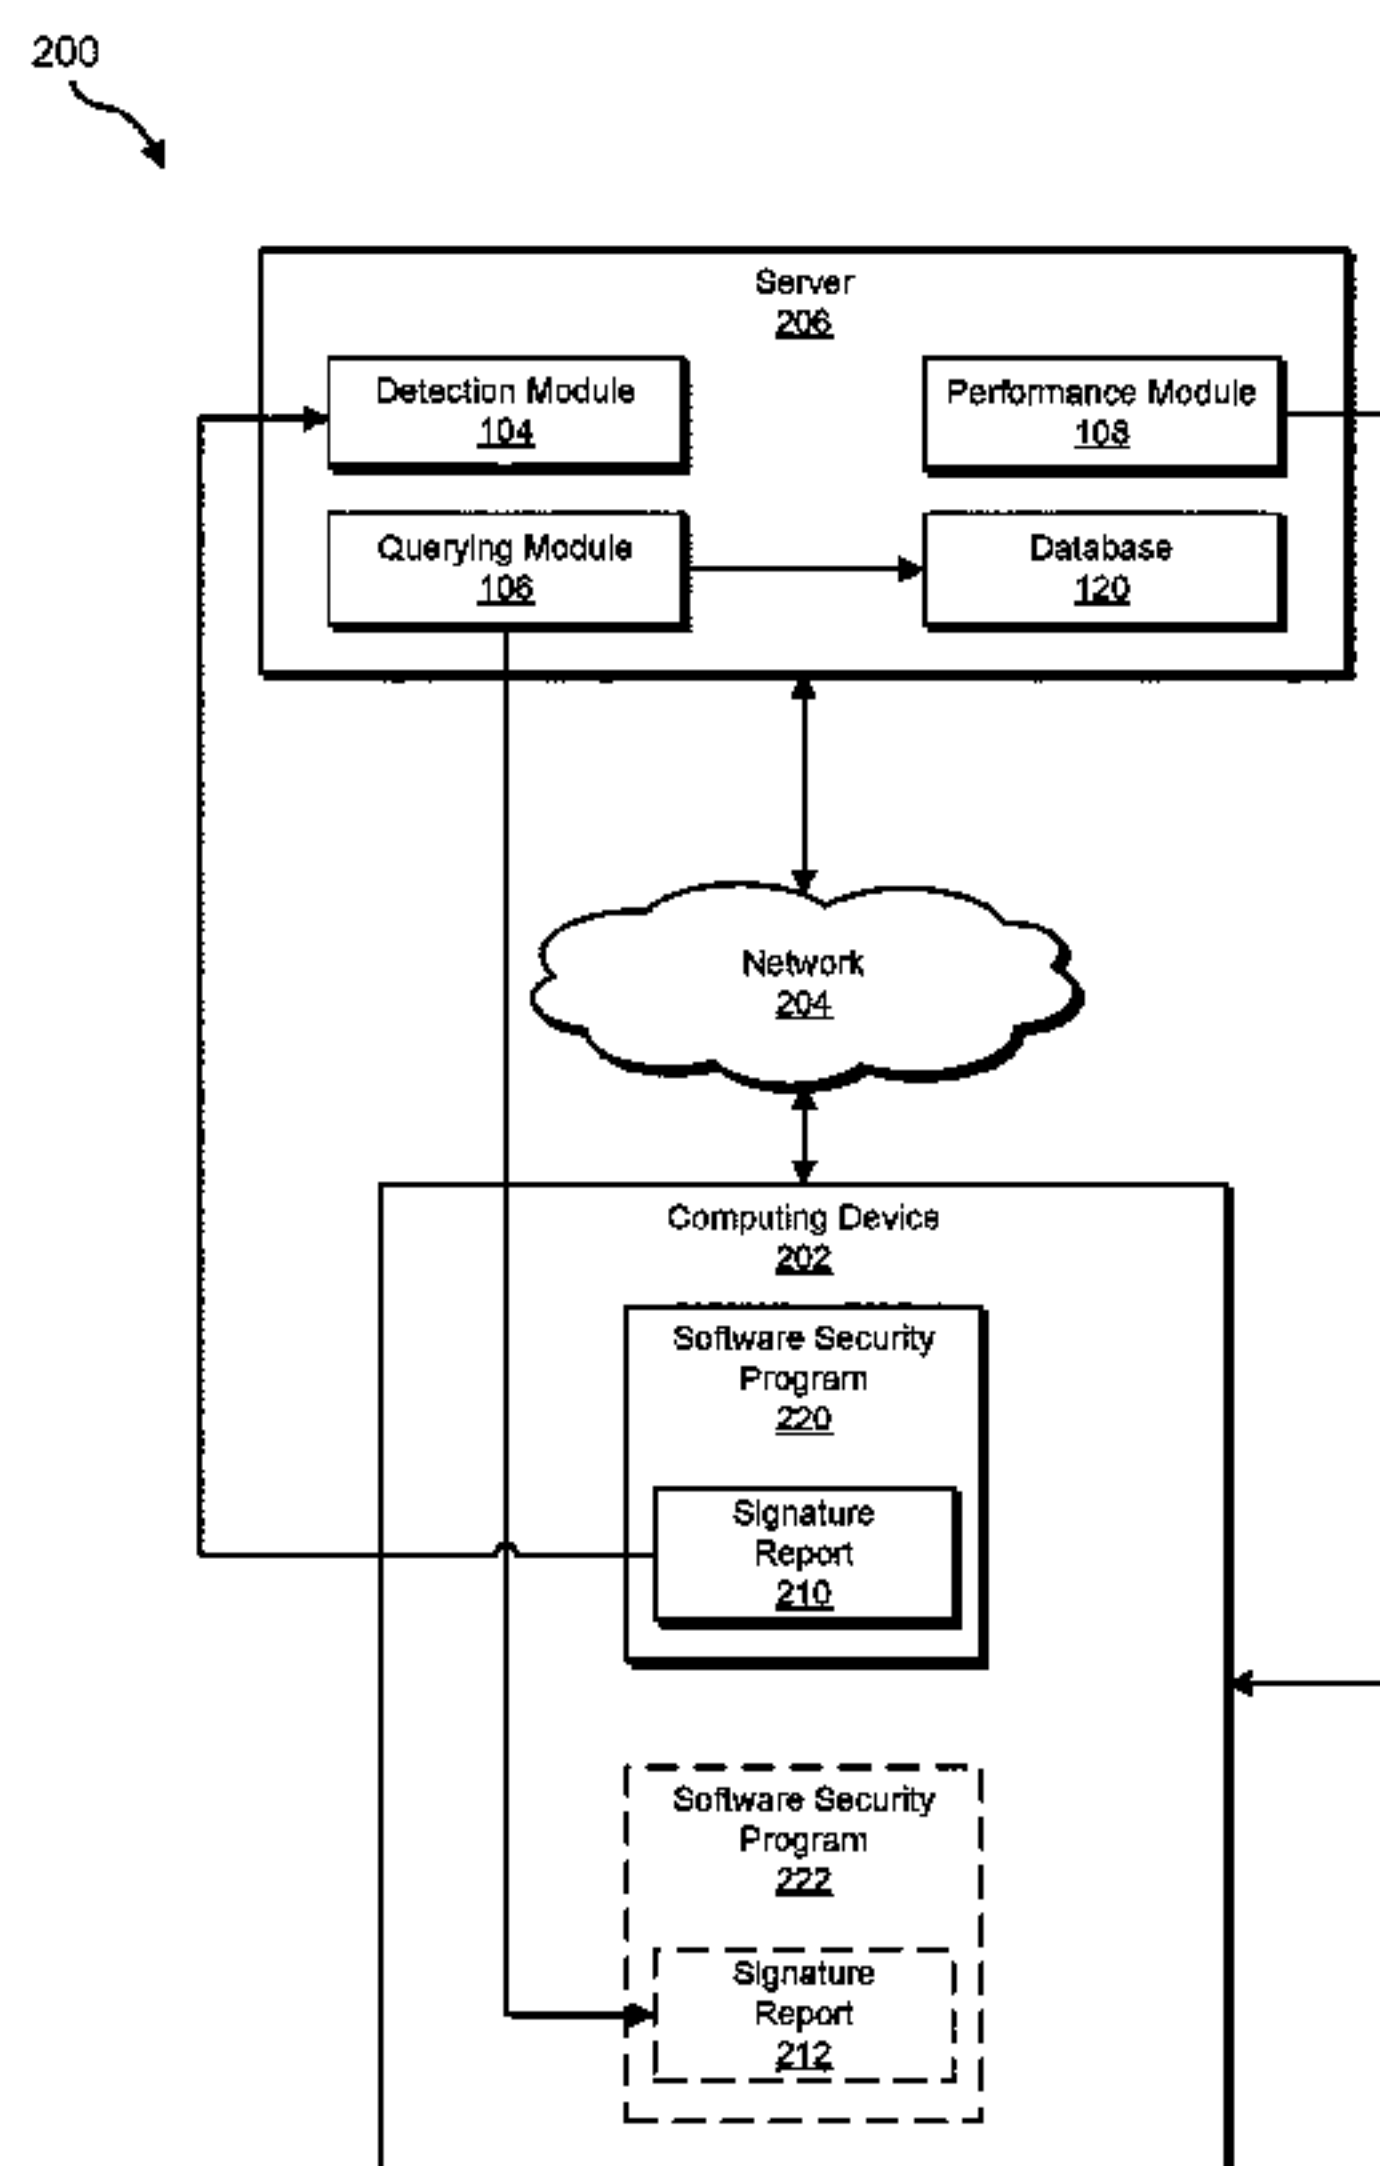 200
Server
206
Detection Module
104
Performance Module
108
Querying Module
106
Database
120
Network
204
Computing Device
202
Software Security
Program
220
Signature
Report
210
Software Security
Program
222
Signature
Report
212